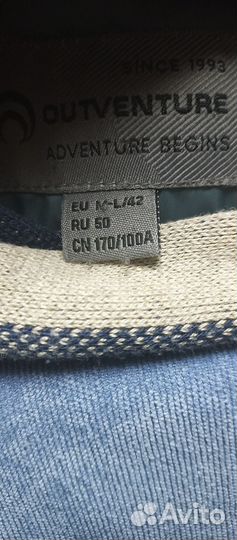 SINCE 1993
OUTVENTURE
ADVENTURE BEGINS
EU M-L/42
RU 50
CN 170/100A
Avito